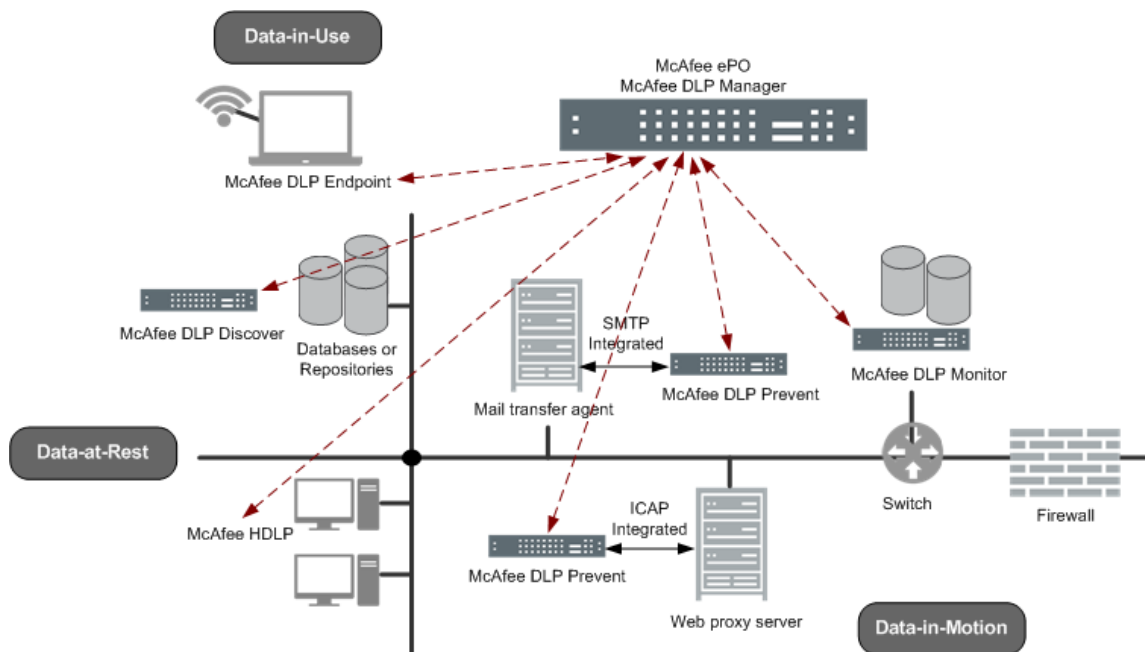 Data-in-Use
McAfee ePO
McAfee DLP Manager
McAfee DLP Endpoint
McAfee DLP Discover
Databases or
Repositories
SMTP
Integrated
Mail transfer agent
McAfee DLP Prevent
McAfee DLP Monitor
Data-at-Rest
Switch
Firewall
McAfee HDLP
ICAP
Integrated
McAfee DLP Prevent
Web proxy server
Data-in-Motion